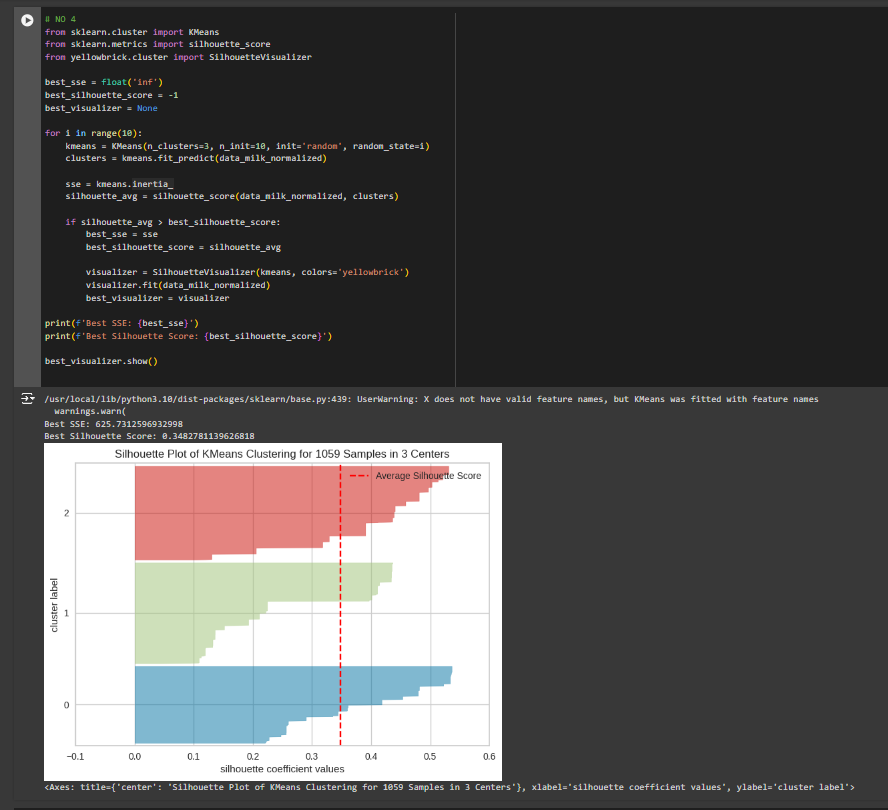 # NO 4
from sklearn.cluster import KMeans
from sklearn.metrics import silhouette_score
from yellowbrick.cluster import SilhouetteVisualizer
best_sse = float('inf')
best_silhouette_score = -1
best_visualizer = None
for i in range(10):
    kmeans = KMeans(n_clusters=3, n_init=10, init='random', random_state=i)
    clusters = kmeans.fit_predict(data_milk_normalized)
    sse = kmeans.inertia_
    silhouette_avg = silhouette_score(data_milk_normalized, clusters)
    if silhouette_avg > best_silhouette_score:
        best_sse = sse
        best_silhouette_score = silhouette_avg
        visualizer = SilhouetteVisualizer(kmeans, colors='yellowbrick')
        visualizer.fit(data_milk_normalized)
        best_visualizer = visualizer
print(f'Best SSE: {best_sse}')
print(f'Best Silhouette Score: {best_silhouette_score}')
best_visualizer.show()
/usr/local/lib/python3.10/dist-packages/sklearn/base.py:439: UserWarning: X does not have valid feature names, but KMeans was fitted with feature names
  warnings.warn(
Best SSE: 625.7312596932998
Best Silhouette Score: 0.3482781139626818
Silhouette Plot of KMeans Clustering for 1059 Samples in 3 Centers
Average Silhouette Score
2
1
0
cluster label
−0.1 0.0 0.1 0.2 0.3 0.4 0.5 0.6
silhouette coefficient values
<Axes: title={'center': 'Silhouette Plot of KMeans Clustering for 1059 Samples in 3 Centers'}, xlabel='silhouette coefficient values', ylabel='cluster label'>